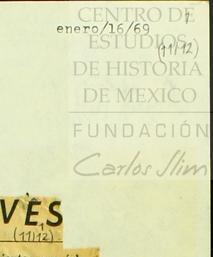 CENTRO DE
enero/16/69
ESTUDIOS
(11/12)
DE HISTORIA
DE MEXICO
FUNDACIÓN
Carlos Slim
VES
(11/12)